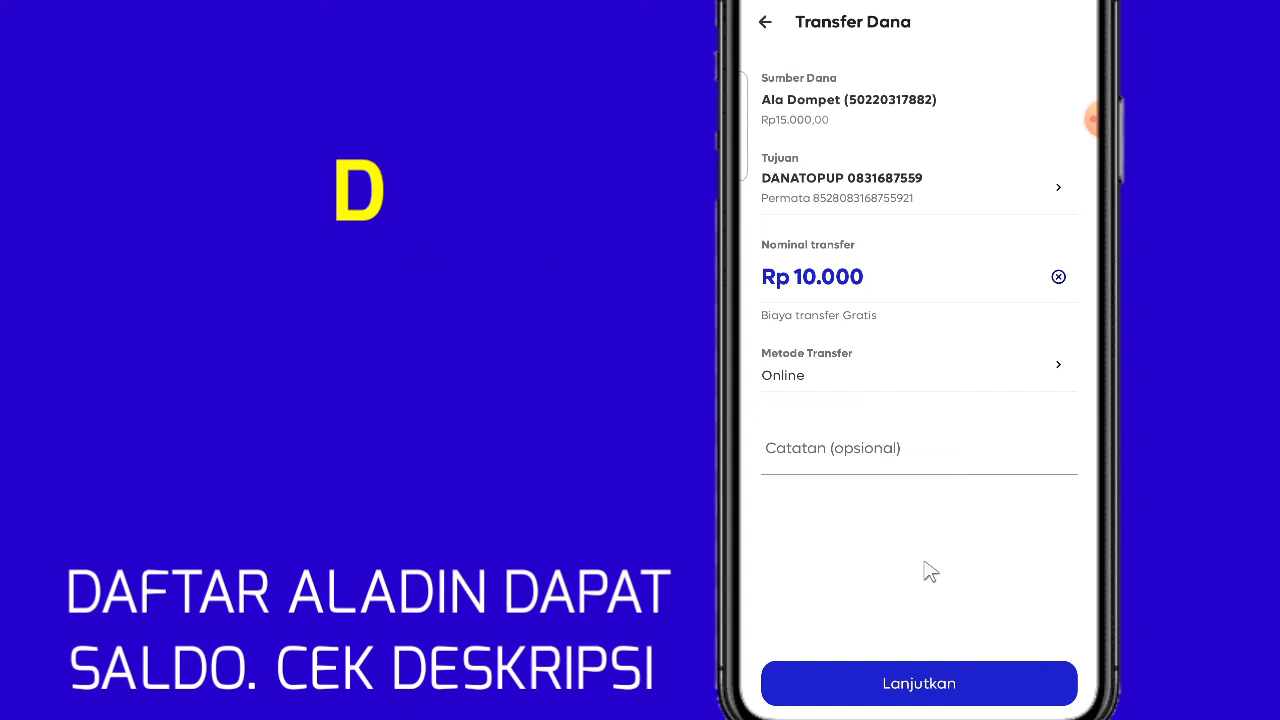 D
DAFTAR ALADIN DAPAT
SALDO. CEK DESKRIPSI
Transfer Dana
Sumber Dana
Ala Dompet (50220317882)
Rp15.000,00
Tujuan
DANATOPUP 0831687559
Permata 8528083168755921
Nominal transfer
Rp 10.000
Biaya transfer Gratis
Metode Transfer
Online
Catatan (opsional)
Lanjutkan